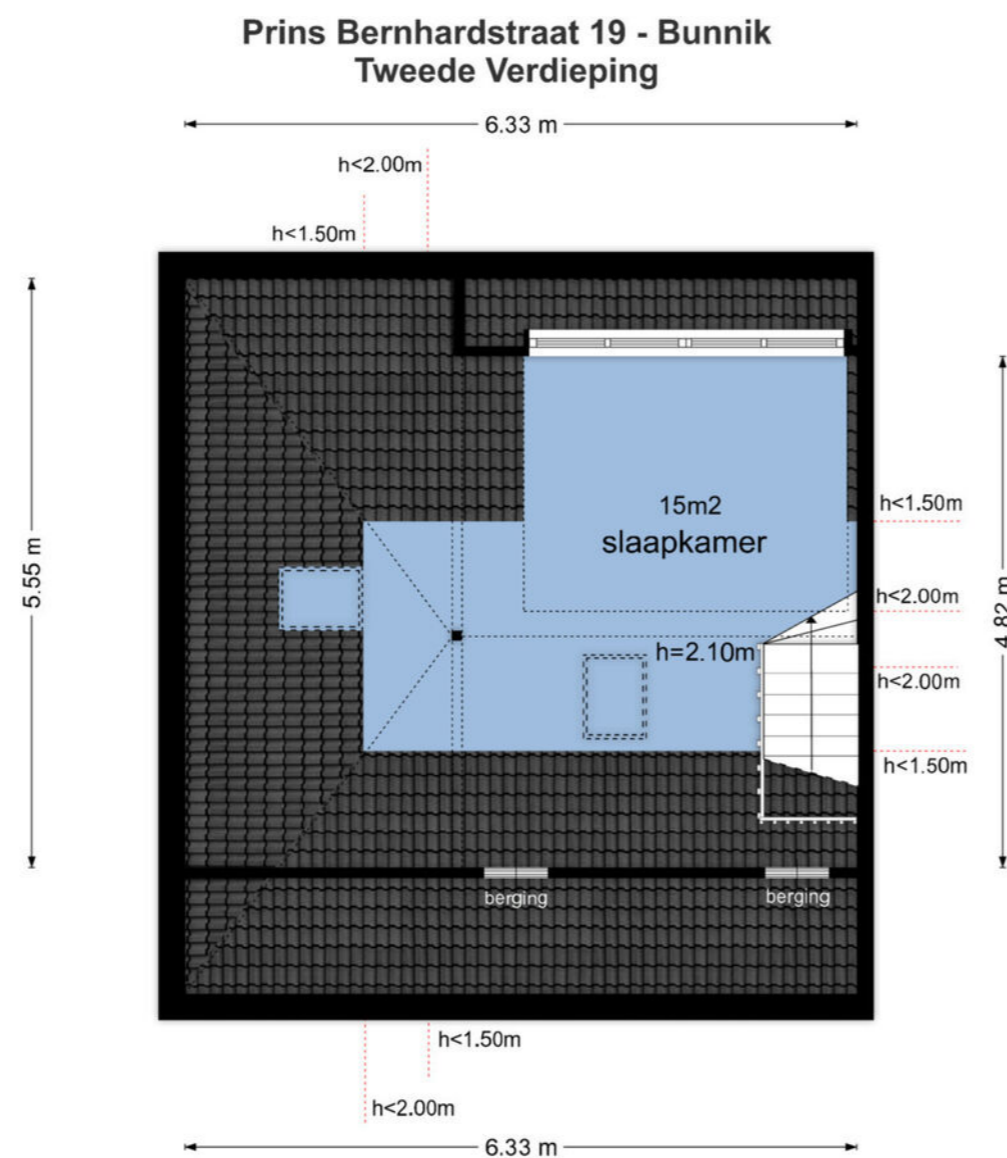 Prins Bernhardstraat 19 - Bunnik
Tweede Verdieping
6.33 m
h<2.00m
h<1.50m
5.55 m
15m2
slaapkamer
h<1.50m
h<2.00m
4.82 m
h=2.10m
h<2.00m
h<1.50m
berging
berging
h<1.50m
h<2.00m
6.33 m